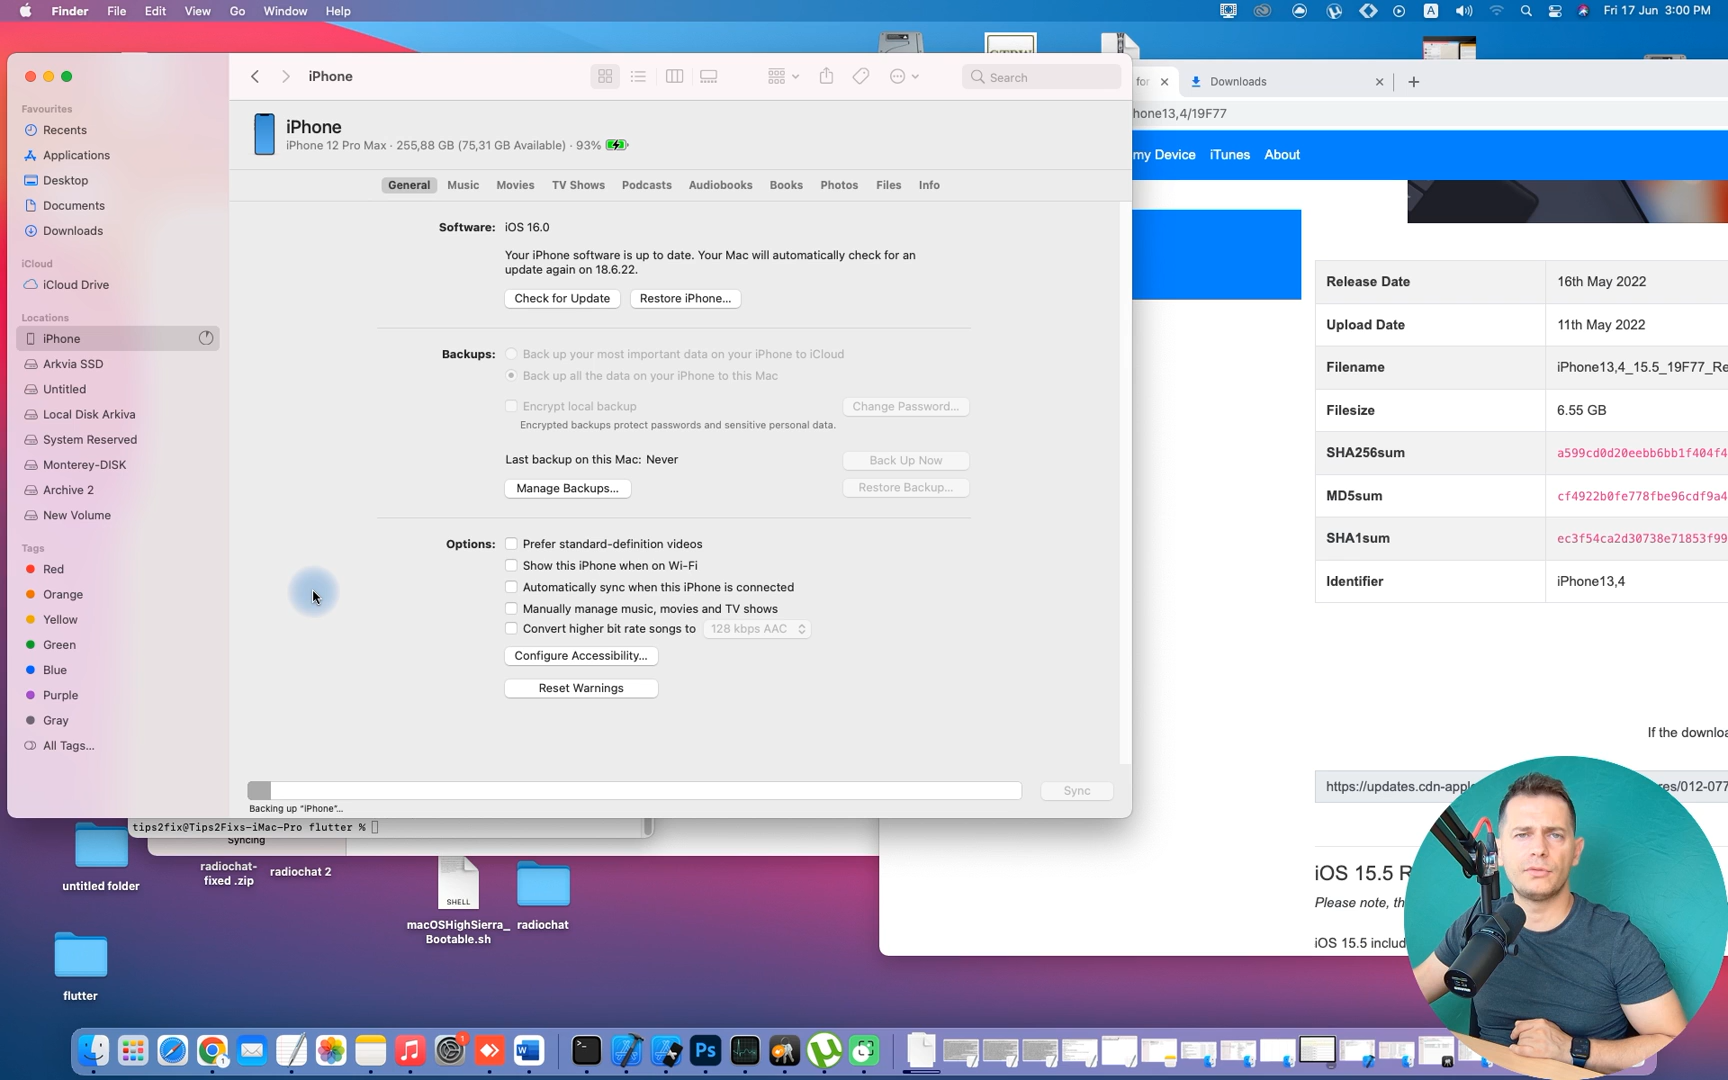 Finder File Edit View Go Window Help
A Fri 17 Jun 3:00 PM
iPhone
Search
Favourites
Recents
Applications
Desktop
Documents
Downloads
iCloud
iCloud Drive
Locations
iPhone
Arkvia SSD
Untitled
Local Disk Arkiva
System Reserved
Monterey-DISK
Archive 2
New Volume
Tags
Red
Orange
Yellow
Green
Blue
Purple
Gray
All Tags...
iPhone
iPhone 12 Pro Max · 255,88 GB (75,31 GB Available) · 93%
General Music Movies TV Shows Podcasts Audiobooks Books Photos Files Info
Software: iOS 16.0
Your iPhone software is up to date. Your Mac will automatically check for an
update again on 18.6.22.
Check for Update Restore iPhone...
Backups: Back up your most important data on your iPhone to iCloud
Back up all the data on your iPhone to this Mac
Encrypt local backup Change Password...
Encrypted backups protect passwords and sensitive personal data.
Last backup on this Mac: Never Back Up Now
Manage Backups... Restore Backup...
Options: Prefer standard-definition videos
Show this iPhone when on Wi-Fi
Automatically sync when this iPhone is connected
Manually manage music, movies and TV shows
Convert higher bit rate songs to 128 kbps AAC
Configure Accessibility...
Reset Warnings
Sync
Backing up “iPhone”...
for Downloads
hone13,4/19F77
my Device iTunes About
Release Date 16th May 2022
Upload Date 11th May 2022
Filename iPhone13,4_15.5_19F77_Re
Filesize 6.55 GB
SHA256sum a599cd0d20eebb6bb1f404f4
MD5sum cf4922b0fe778fbe96cdf9a4
SHA1sum ec3f54ca2d30738e71853f99
Identifier iPhone13,4
If the downloa
https://updates.cdn-apple
res/012-077
iOS 15.5 R
Please note, th
iOS 15.5 includ
tips2fix@Tips2Fixs-iMac-Pro flutter %
Syncing
untitled folder
radiochat-
fixed .zip
radiochat 2
SHELL
macOSHighSierra_
Bootable.sh
radiochat
flutter
1
1
Ps